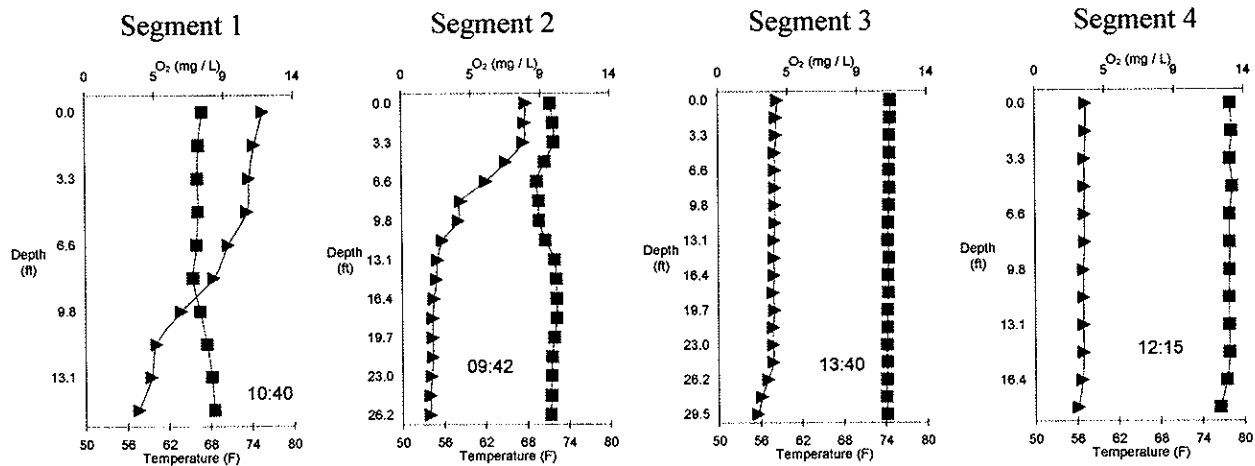 Segment 1
O₂ (mg / L)
0 5 9 14
0.0
3.3
6.6
Depth
(ft)
9.8
13.1
10:40
50 56 62 68 74 80
Temperature (F)
Segment 2
O₂ (mg / L)
0 5 9 14
0.0
3.3
6.6
9.8
Depth
(ft)
13.1
16.4
19.7
23.0
09:42
26.2
50 56 62 68 74 80
Temperature (F)
Segment 3
O₂ (mg / L)
0 5 9 14
0.0
3.3
6.6
9.8
Depth
(ft)
13.1
16.4
19.7
23.0
13:40
26.2
29.5
50 56 62 68 74 80
Temperature (F)
Segment 4
O₂ (mg / L)
0 5 9 14
0.0
3.3
6.6
Depth
(ft)
9.8
13.1
12:15
16.4
50 56 62 68 74 80
Temperature (F)